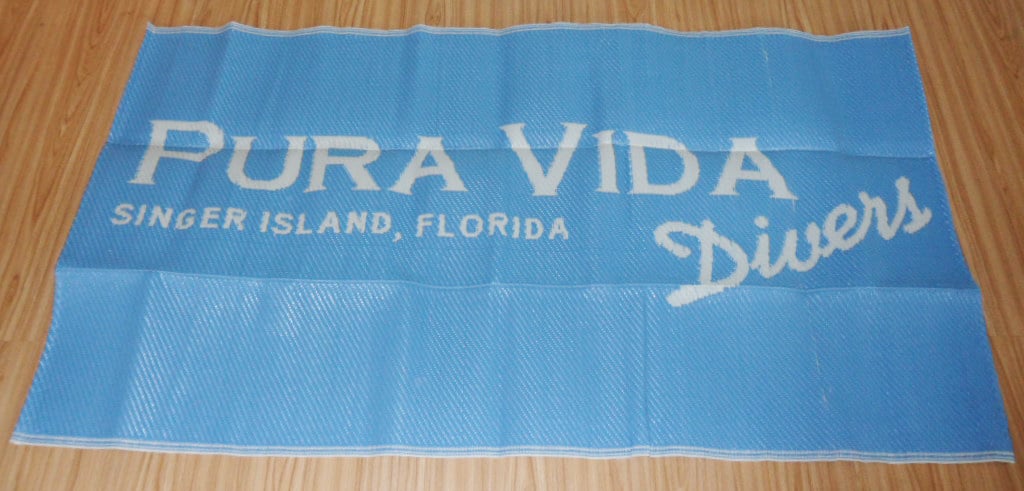 PURA VIDA
SINGER ISLAND, FLORIDA
Divers